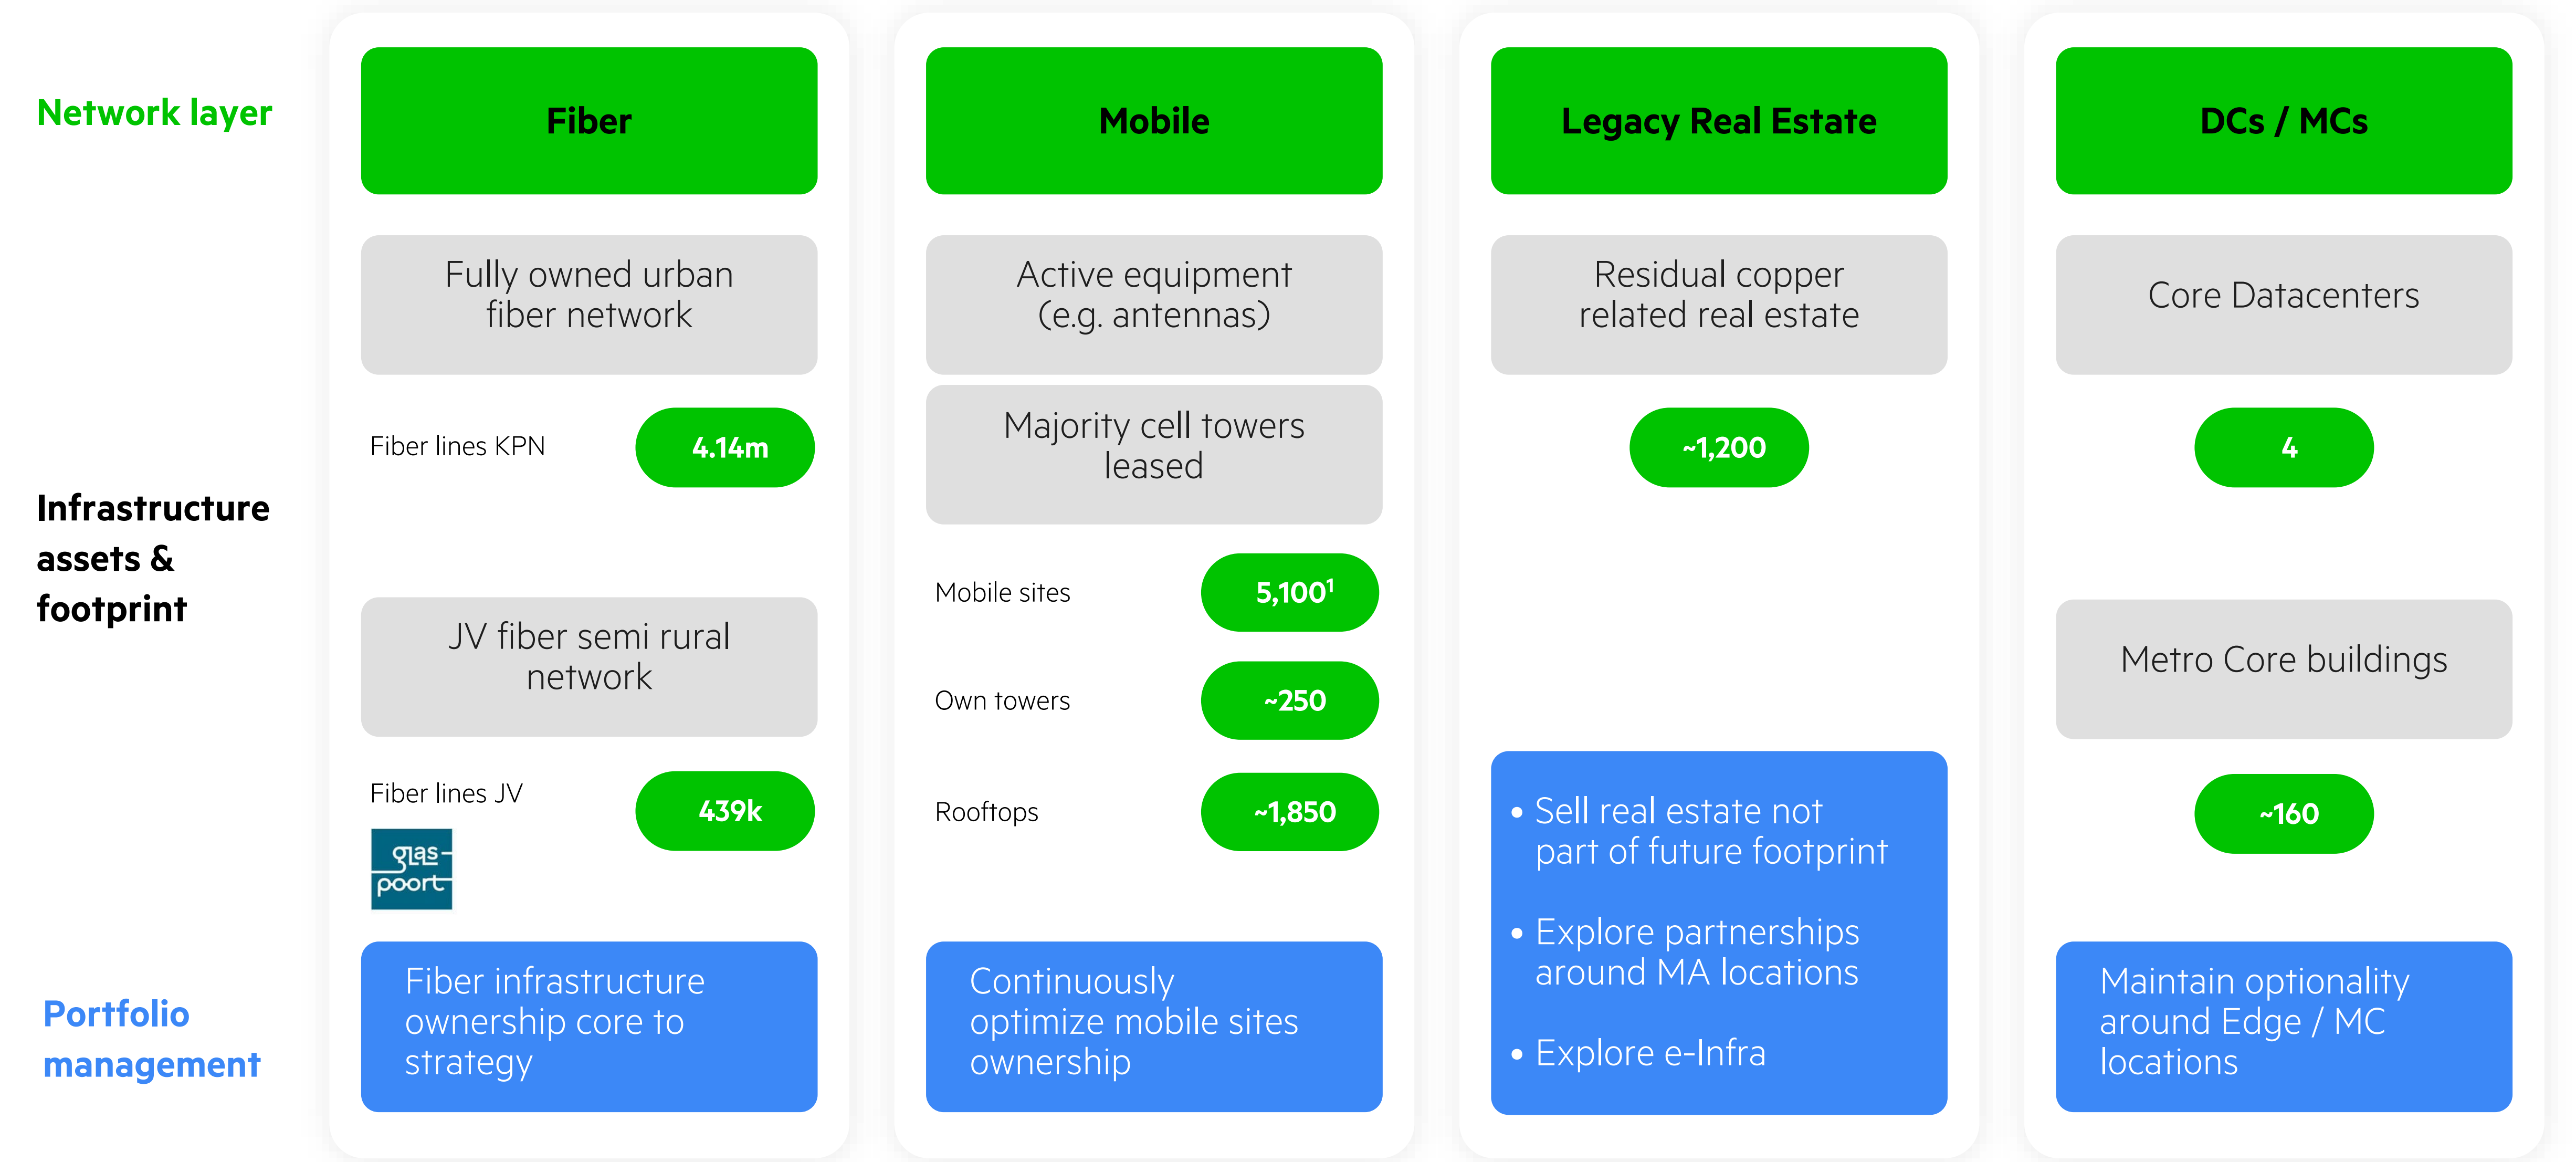 Network layer
Fiber
Mobile
Legacy Real Estate
DCs / MCs
Infrastructure
assets &
footprint
Fully owned urban
fiber network
Fiber lines KPN
4.14m
JV fiber semi rural
network
Fiber lines JV
439k
glas
poort
Active equipment
(e.g. antennas)
Majority cell towers
leased
Mobile sites
5,100¹
Own towers
~250
Rooftops
~1,850
Residual copper
related real estate
~1,200
Core Datacenters
4
Metro Core buildings
~160
Portfolio
management
Fiber infrastructure
ownership core to
strategy
Continuously
optimize mobile sites
ownership
• Sell real estate not
part of future footprint
• Explore partnerships
around MA locations
• Explore e-Infra
Maintain optionality
around Edge / MC
locations